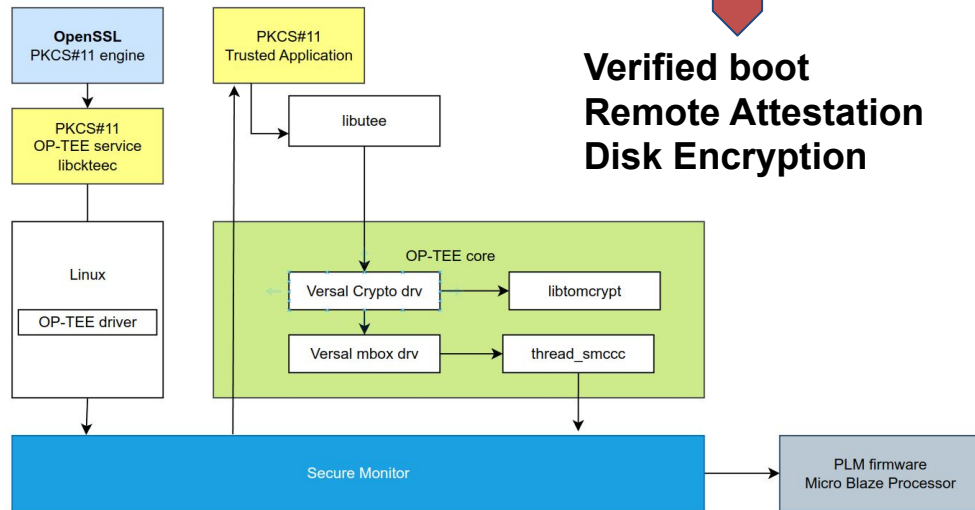 OpenSSL
PKCS#11 engine
PKCS#11
Trusted Application
Verified boot
Remote Attestation
Disk Encryption
libutee
PKCS#11
OP-TEE service
libckteec
Linux
OP-TEE driver
OP-TEE core
Versal Crypto drv
libtomcrypt
Versal mbox drv
thread_smccc
Secure Monitor
PLM firmware
Micro Blaze Processor